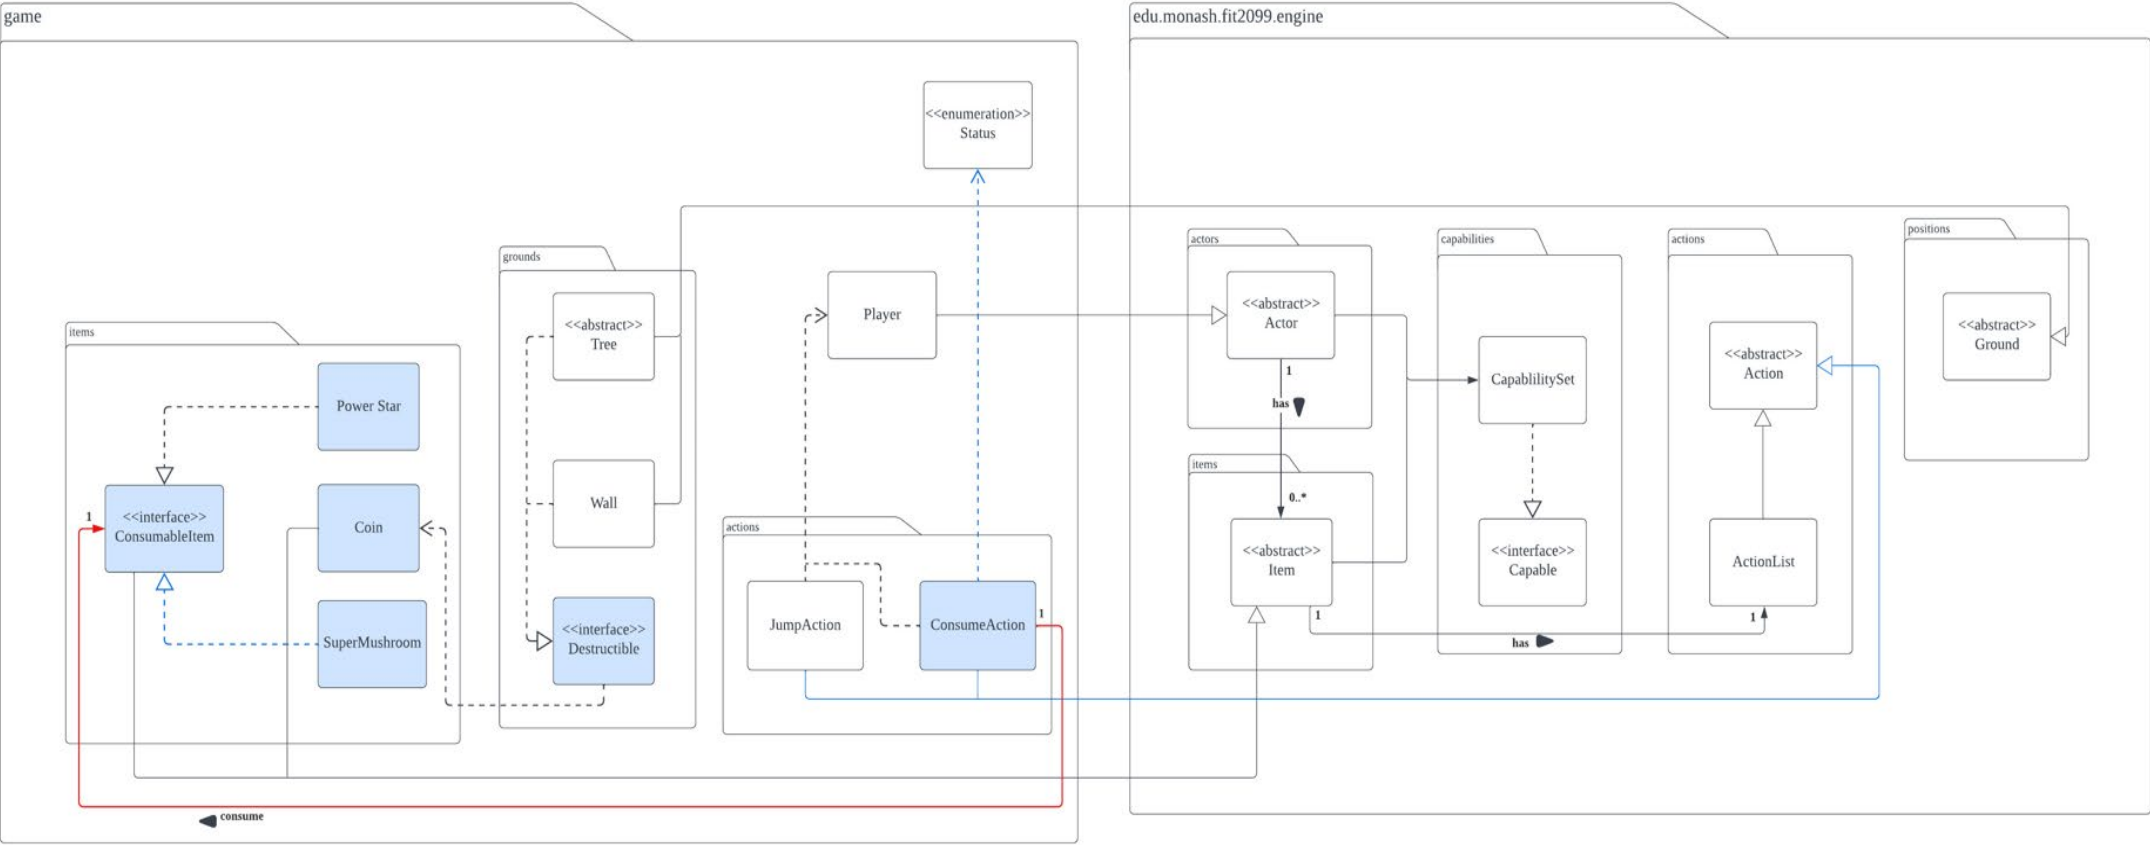 game
edu.monash.fit2099.engine
<<enumeration>>
Status
actors
capabilities
actions
positions
grounds
items
<<abstract>>
Tree
Player
<<abstract>>
Actor
<<abstract>>
Ground
<<abstract>>
Action
1
has
CapablilitySet
Power Star
items
0..*
Wall
1
<<interface>>
ConsumableItem
Coin
actions
<<abstract>>
Item
<<interface>>
Capable
ActionList
SuperMushroom
<<interface>>
Destructible
JumpAction
ConsumeAction
1
1
1
has
consume